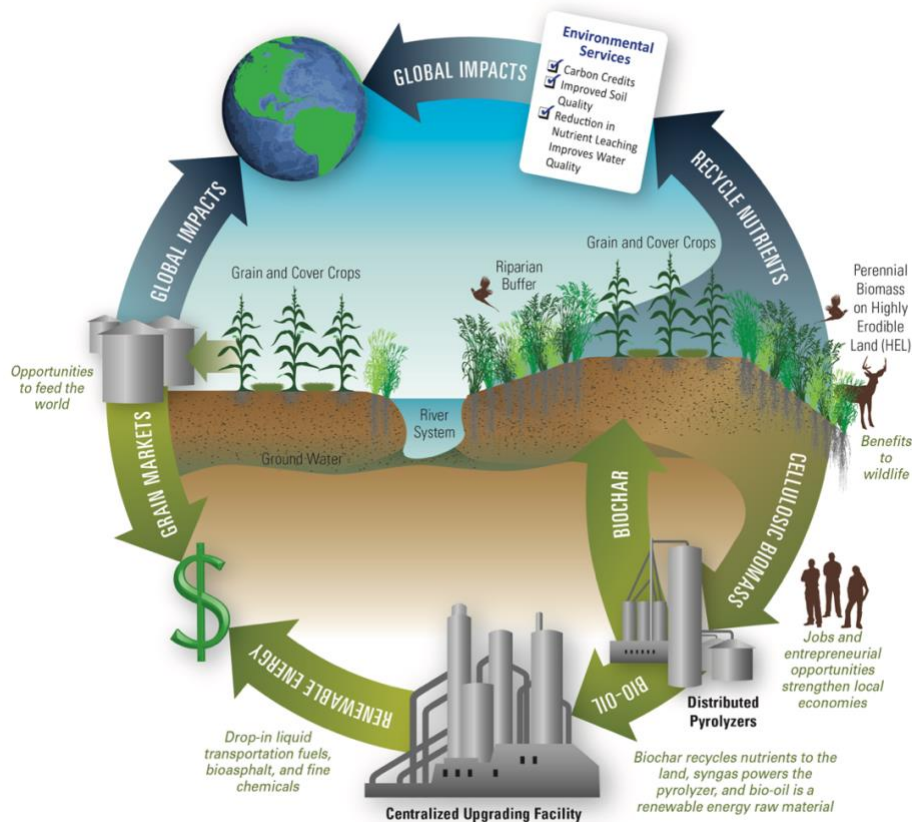 Environmental
Services
Carbon Credits
Improved Soil
Quality
Reduction in
Nutrient Leaching
Improves Water
Quality
GLOBAL IMPACTS
RECYCLE NUTRIENTS
GLOBAL IMPACTS
Grain and Cover Crops
Riparian
Buffer
Grain and Cover Crops
Perennial
Biomass
on Highly
Erodible
Land (HEL)
Opportunities
to feed the
world
River
System
Ground Water
Benefits
to
wildlife
GRAIN MARKETS
BIOCHAR
CELLULOSIC BIOMASS
$
Jobs and
entrepreneurial
opportunities
strengthen local
economies
RENEWABLE ENERGY
BIO-OIL
Distributed
Pyrolyzers
Drop-in liquid
transportation fuels,
bioasphalt, and fine
chemicals
Biochar recycles nutrients to the
land, syngas powers the
pyrolyzer, and bio-oil is a
renewable energy raw material
Centralized Upgrading Facility